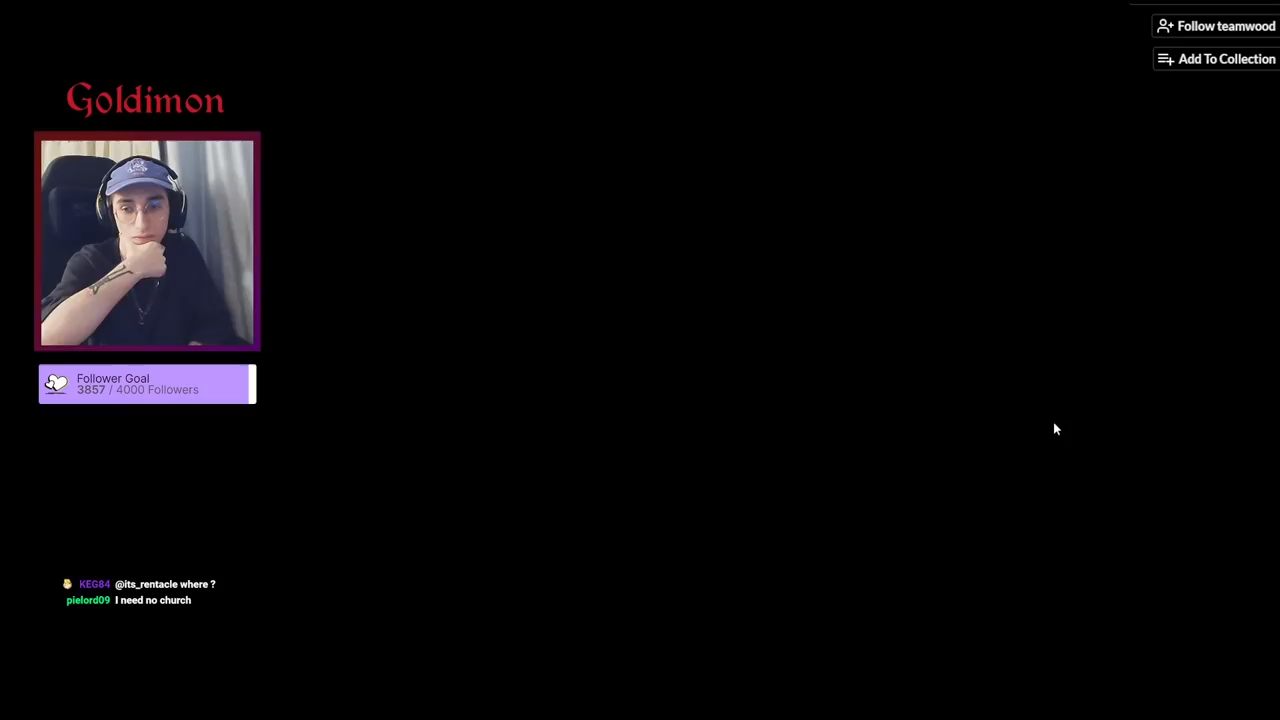 Follow teamwood
Add To Collection
Goldimon
Follower Goal
3857 / 4000 Followers
KEG84 @its_rentacle where ?
pielord09 I need no church